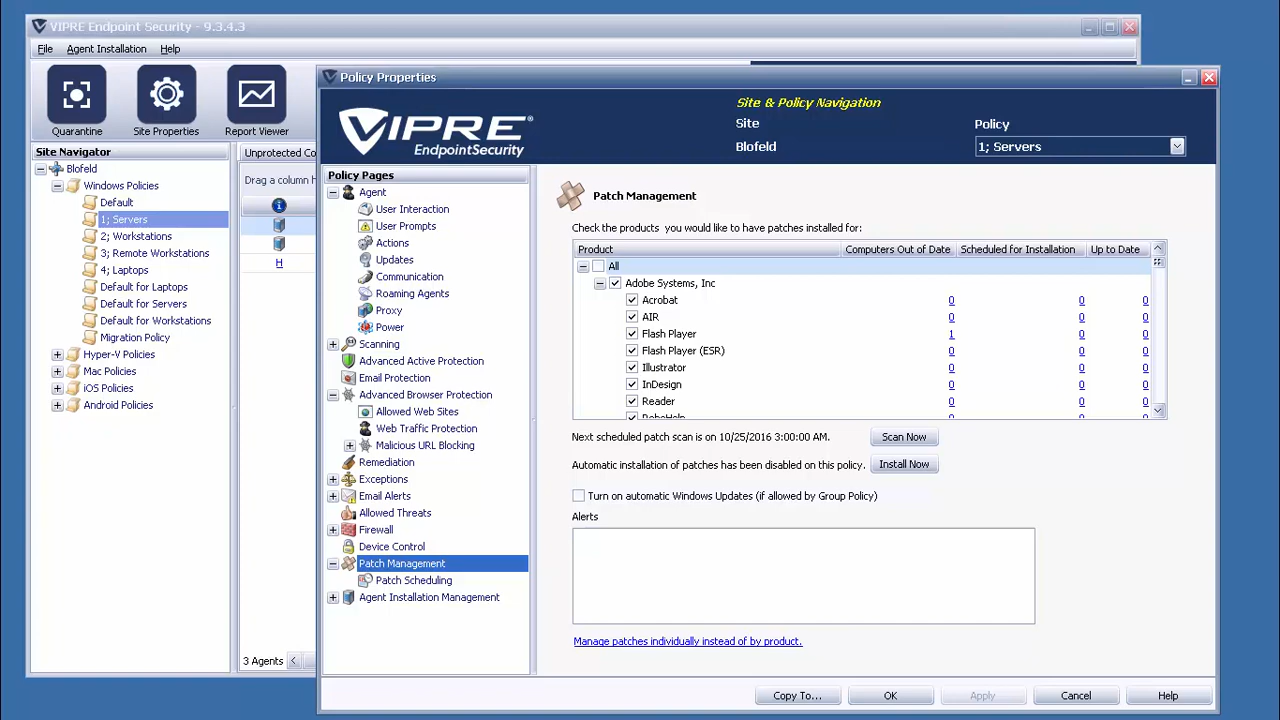 VIPRE Endpoint Security - 9.3.4.3
File Agent Installation Help
Quarantine Site Properties Report Viewer
Site Navigator
Blofeld
Windows Policies
Default
1; Servers
2; Workstations
3; Remote Workstations
4; Laptops
Default for Laptops
Default for Servers
Default for Workstations
Migration Policy
Hyper-V Policies
Mac Policies
iOS Policies
Android Policies
Unprotected Co
Drag a column h
H
3 Agents
Policy Properties
VIPRE®
EndpointSecurity
Site & Policy Navigation
Site
Blofeld
Policy
1; Servers
Policy Pages
Agent
User Interaction
User Prompts
Actions
Updates
Communication
Roaming Agents
Proxy
Power
Scanning
Advanced Active Protection
Email Protection
Advanced Browser Protection
Allowed Web Sites
Web Traffic Protection
Malicious URL Blocking
Remediation
Exceptions
Email Alerts
Allowed Threats
Firewall
Device Control
Patch Management
Patch Scheduling
Agent Installation Management
Patch Management
Check the products you would like to have patches installed for:
Product Computers Out of Date Scheduled for Installation Up to Date
All
Adobe Systems, Inc
Acrobat 0 0 0
AIR 0 0 0
Flash Player 1 0 0
Flash Player (ESR) 0 0 0
Illustrator 0 0 0
InDesign 0 0 0
Reader 0 0 0
RoboHelp 0 0 0
Next scheduled patch scan is on 10/25/2016 3:00:00 AM. Scan Now
Automatic installation of patches has been disabled on this policy. Install Now
Turn on automatic Windows Updates (if allowed by Group Policy)
Alerts
Manage patches individually instead of by product.
Copy To... OK Apply Cancel Help